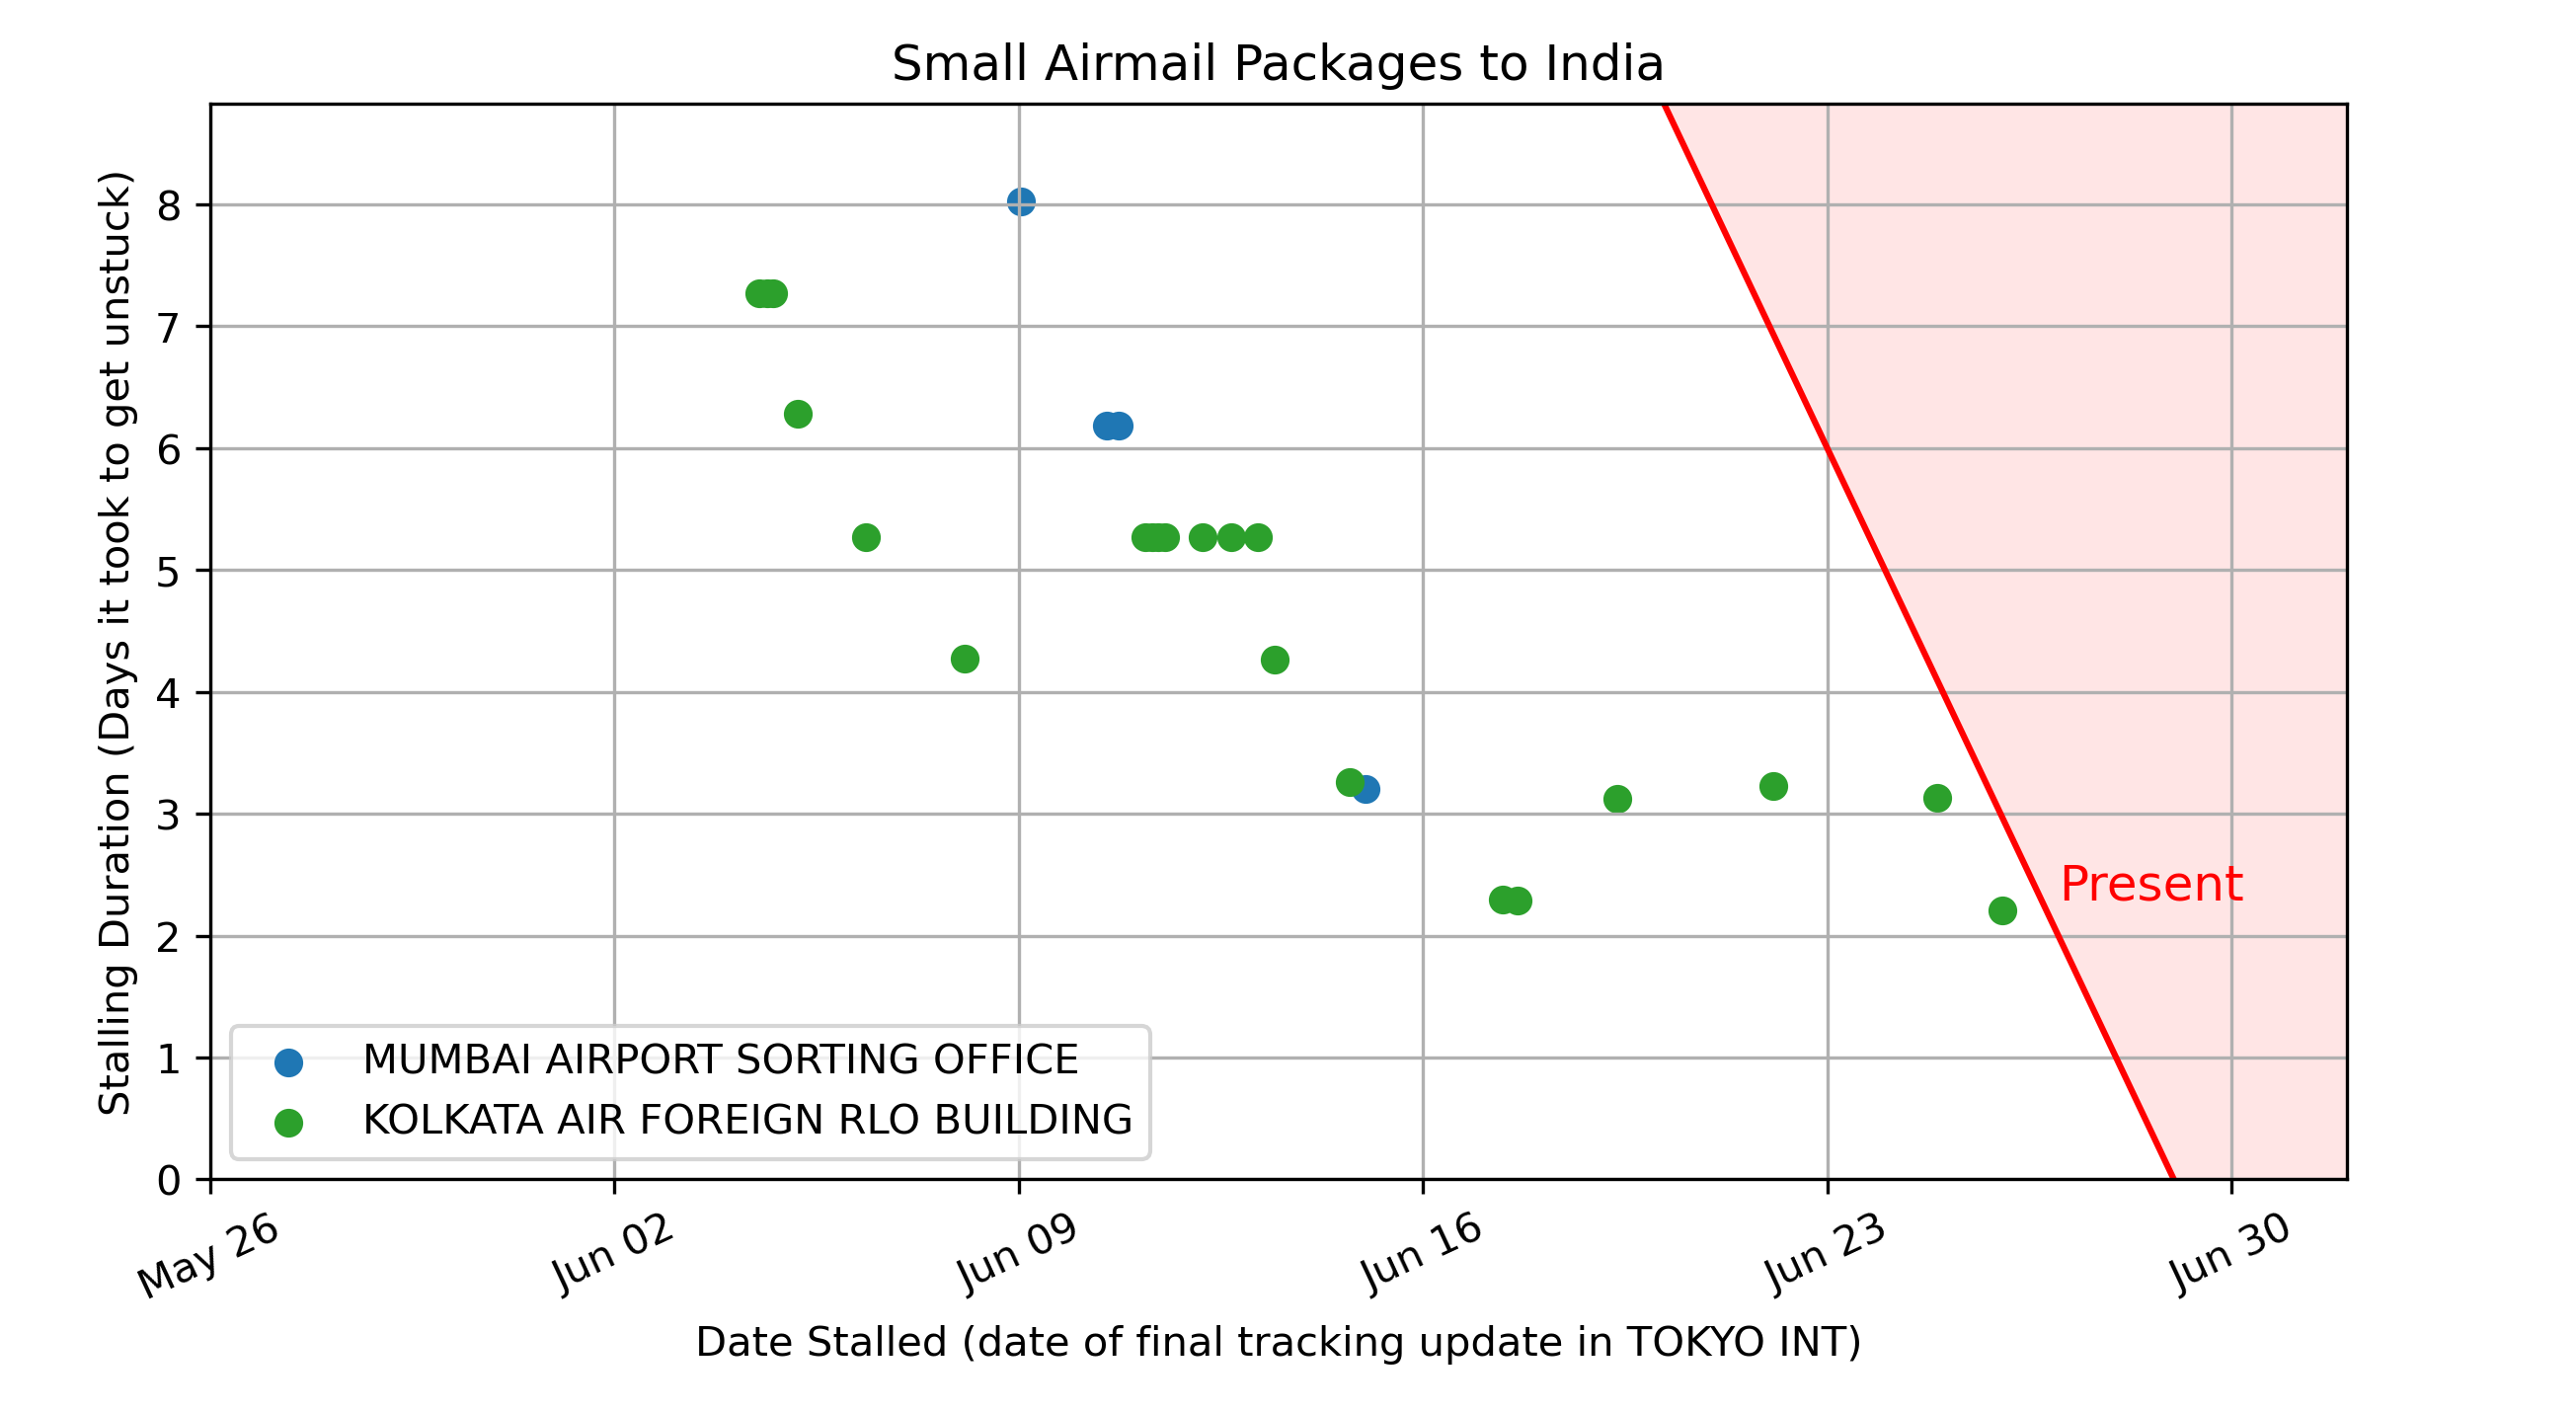 Small Airmail Packages to India
Stalling Duration (Days it took to get unstuck)
8
7
6
5
4
3
2
1
0
Present
MUMBAI AIRPORT SORTING OFFICE
KOLKATA AIR FOREIGN RLO BUILDING
May 26
Jun 02
Jun 09
Jun 16
Jun 23
Jun 30
Date Stalled (date of final tracking update in TOKYO INT)